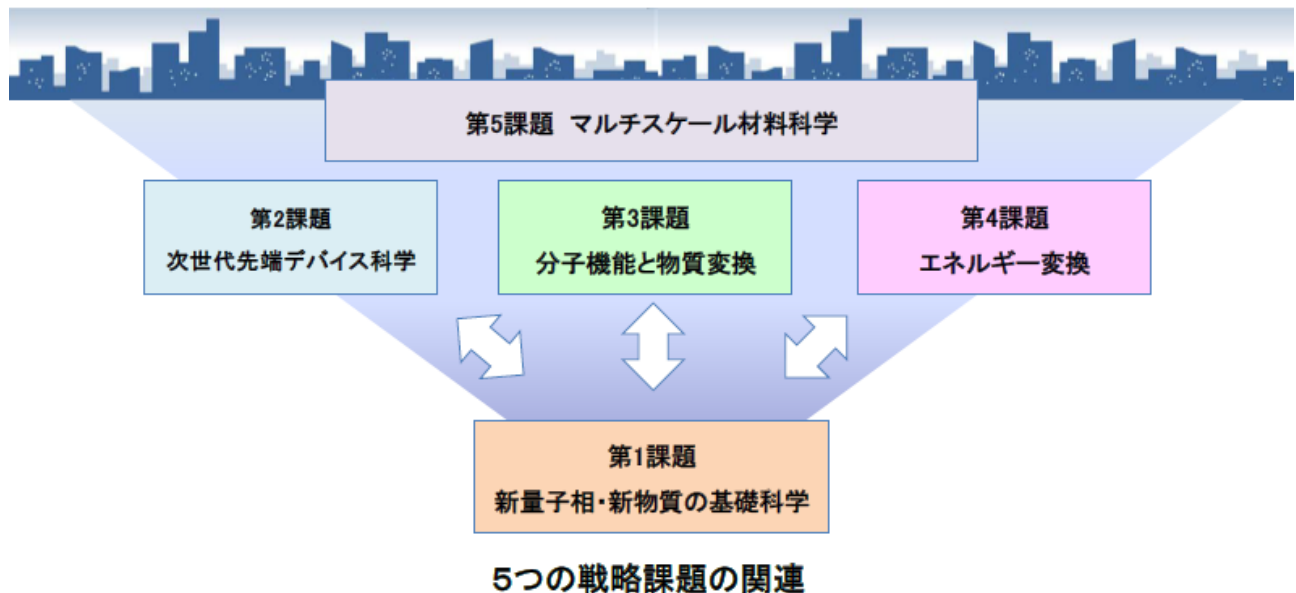 第5課題 マルチスケール材料科学
第2課題
次世代先端デバイス科学
第3課題
分子機能と物質変換
第4課題
エネルギー変換
第1課題
新量子相・新物質の基礎科学
5つの戦略課題の関連